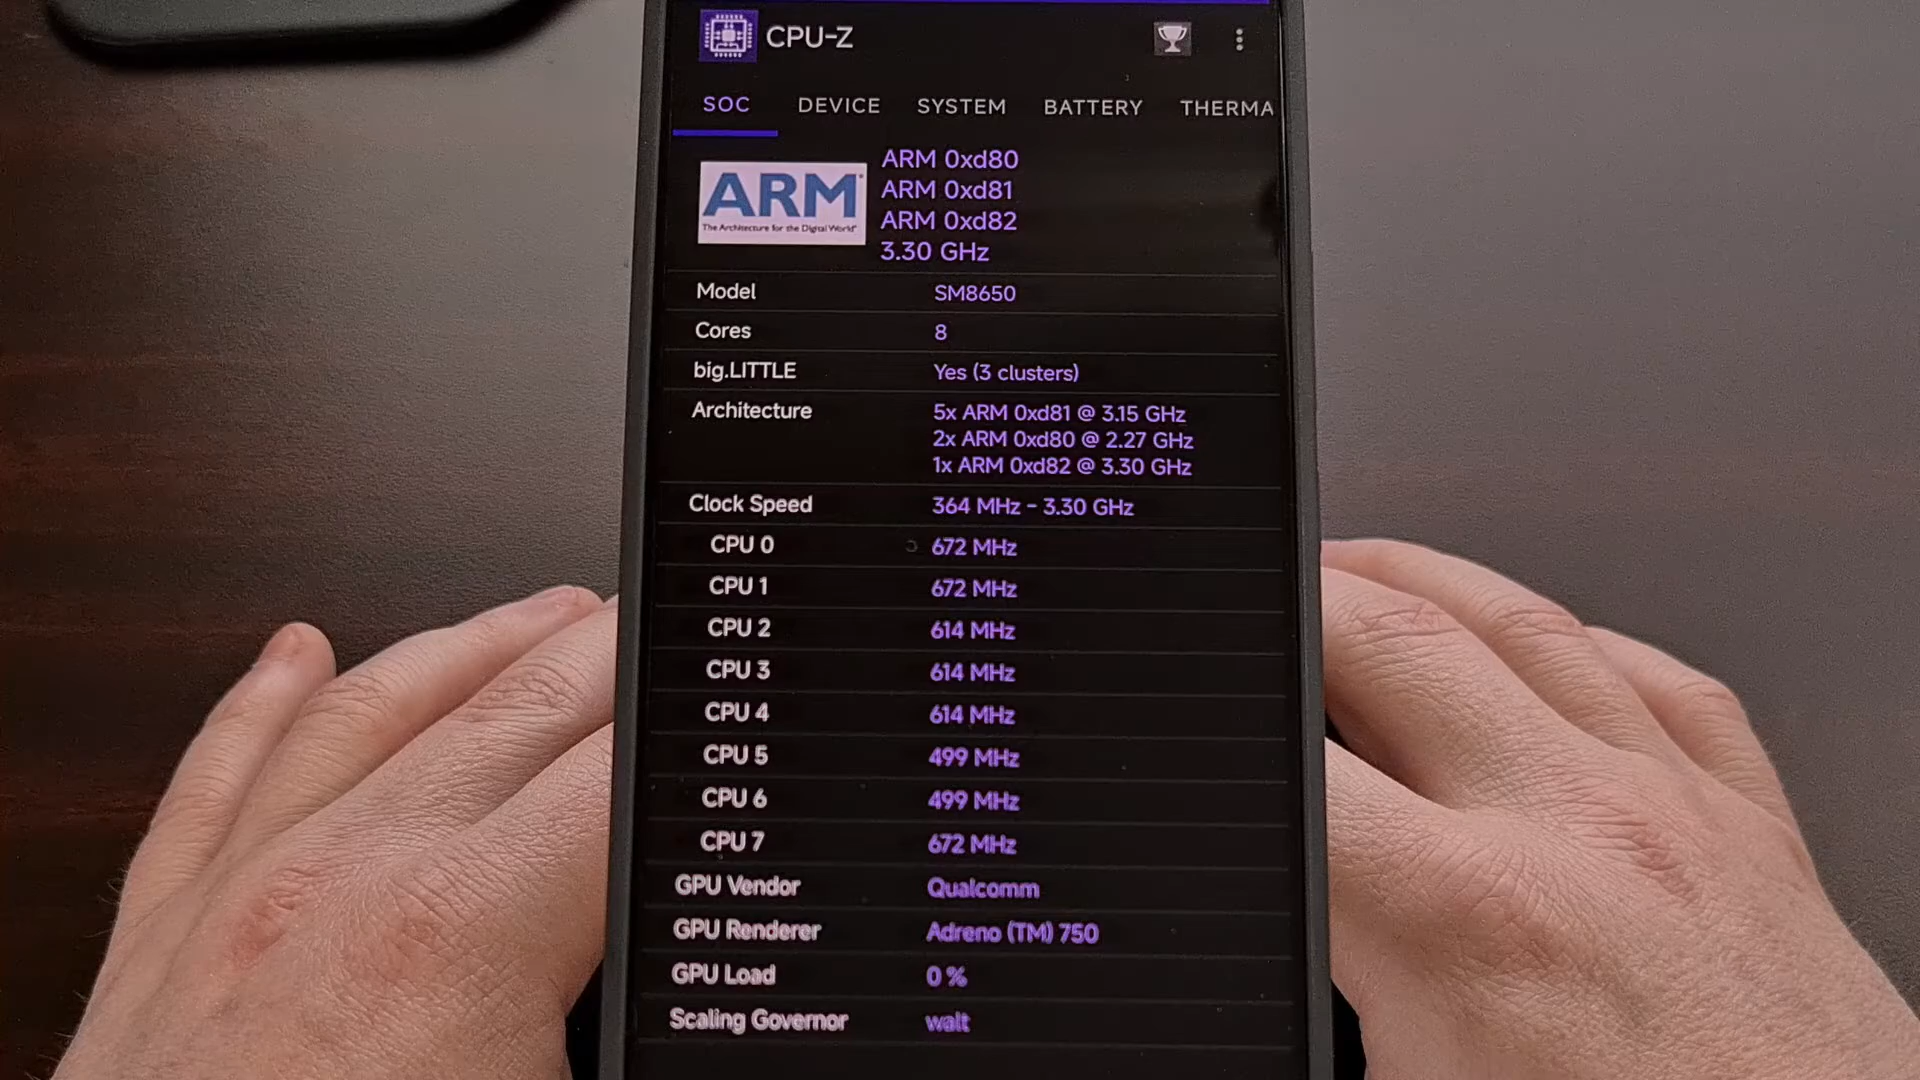 CPU-Z
SOC DEVICE SYSTEM BATTERY THERMA
ARM
The Architecture for the Digital World
ARM 0xd80
ARM 0xd81
ARM 0xd82
3.30 GHz
Model SM8650
Cores 8
big.LITTLE Yes (3 clusters)
Architecture 5x ARM 0xd81 @ 3.15 GHz
2x ARM 0xd80 @ 2.27 GHz
1x ARM 0xd82 @ 3.30 GHz
Clock Speed 364 MHz - 3.30 GHz
CPU 0 672 MHz
CPU 1 672 MHz
CPU 2 614 MHz
CPU 3 614 MHz
CPU 4 614 MHz
CPU 5 499 MHz
CPU 6 499 MHz
CPU 7 672 MHz
GPU Vendor Qualcomm
GPU Renderer Adreno (TM) 750
GPU Load 0 %
Scaling Governor walt